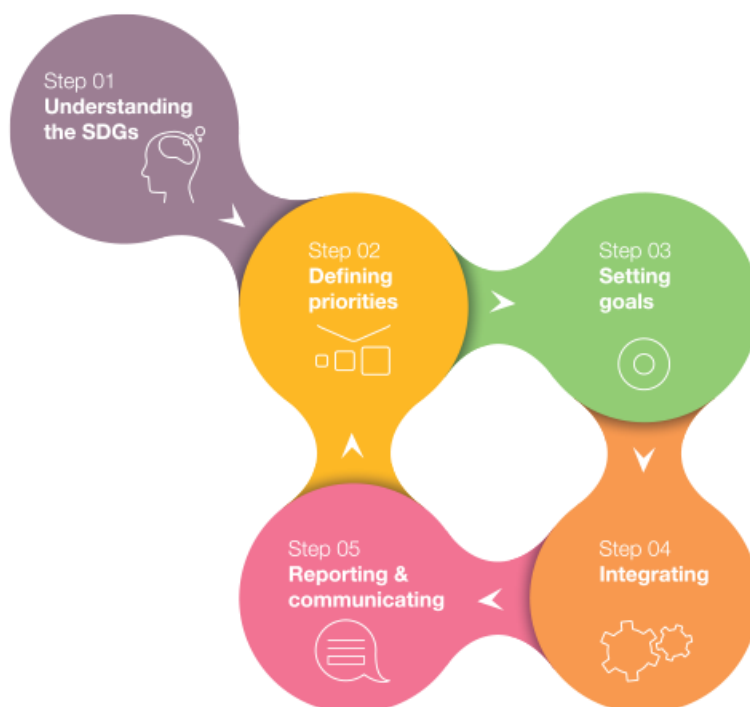 Step 01
Understanding
the SDGs
Step 02
Defining
priorities
Step 03
Setting
goals
Step 04
Integrating
Step 05
Reporting &
communicating